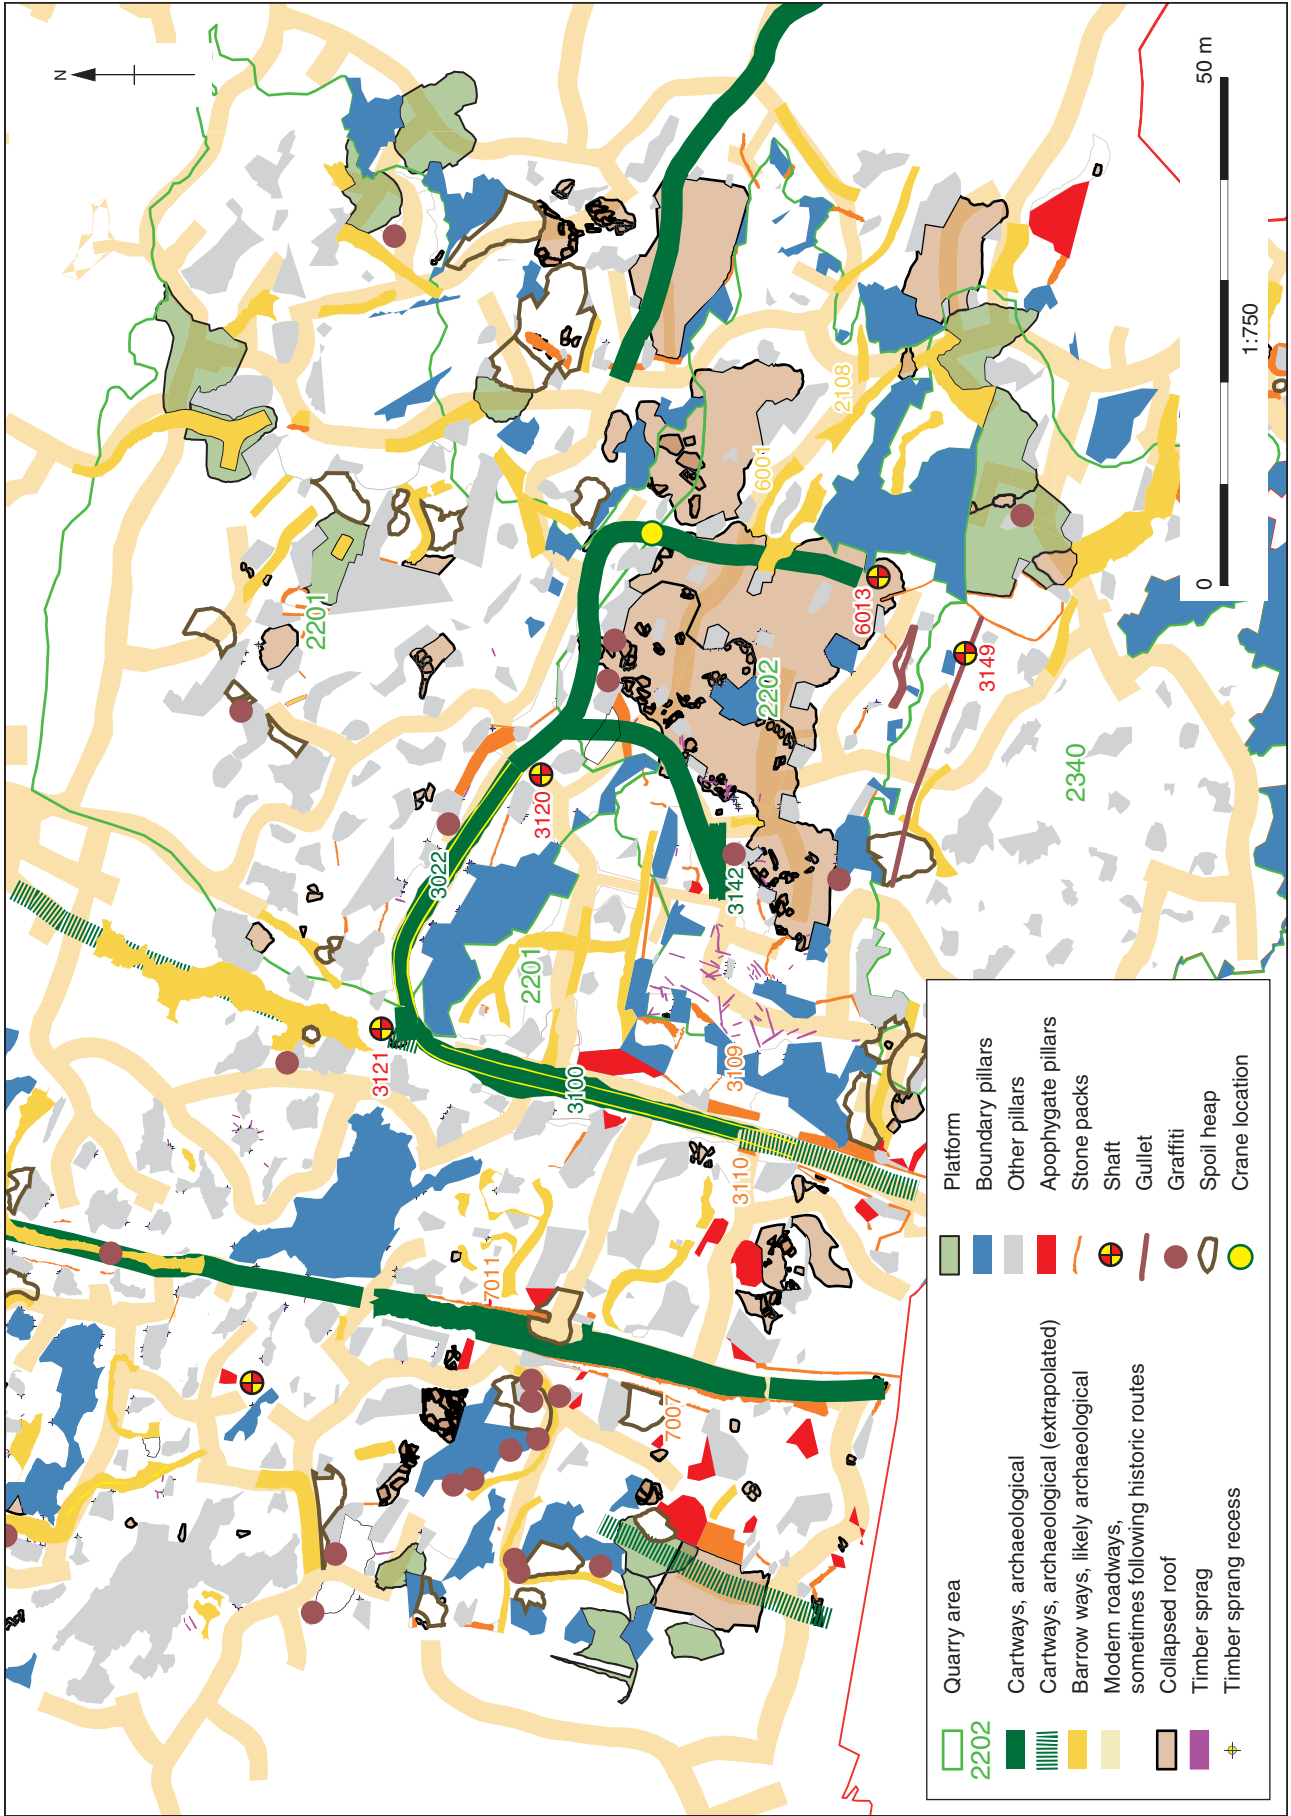 N
50 m
0
1:750
2201
2202
2201
2340
2108
6001
6013
3149
3120
3022
3142
3121
3100
3109
3110
7011
7007
Quarry area
2202
Cartways, archaeological
Cartways, archaeological (extrapolated)
Barrow ways, likely archaeological
Modern roadways,
sometimes following historic routes
Collapsed roof
Timber sprag
Timber sprang recess
Platform
Boundary pillars
Other pillars
Apophygate pillars
Stone packs
Shaft
Gullet
Graffiti
Spoil heap
Crane location